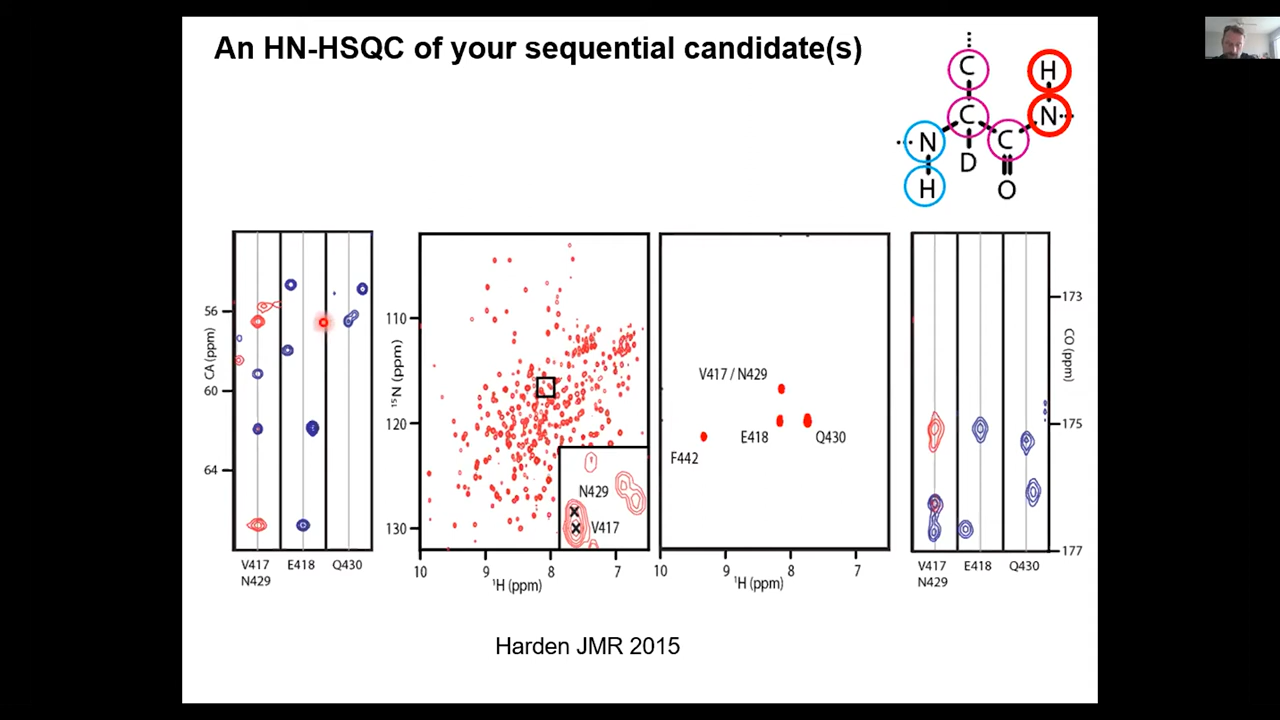 An HN-HSQC of your sequential candidate(s)
C
H
C
N
N
C
D
H
O
56
60
64
CA (ppm)
V417
N429
E418
Q430
110
120
130
¹⁵N (ppm)
N429
V417
10
9
8
7
¹H (ppm)
V417 / N429
E418
Q430
F442
10
9
8
7
¹H (ppm)
173
175
177
CO (ppm)
V417
N429
E418
Q430
Harden JMR 2015